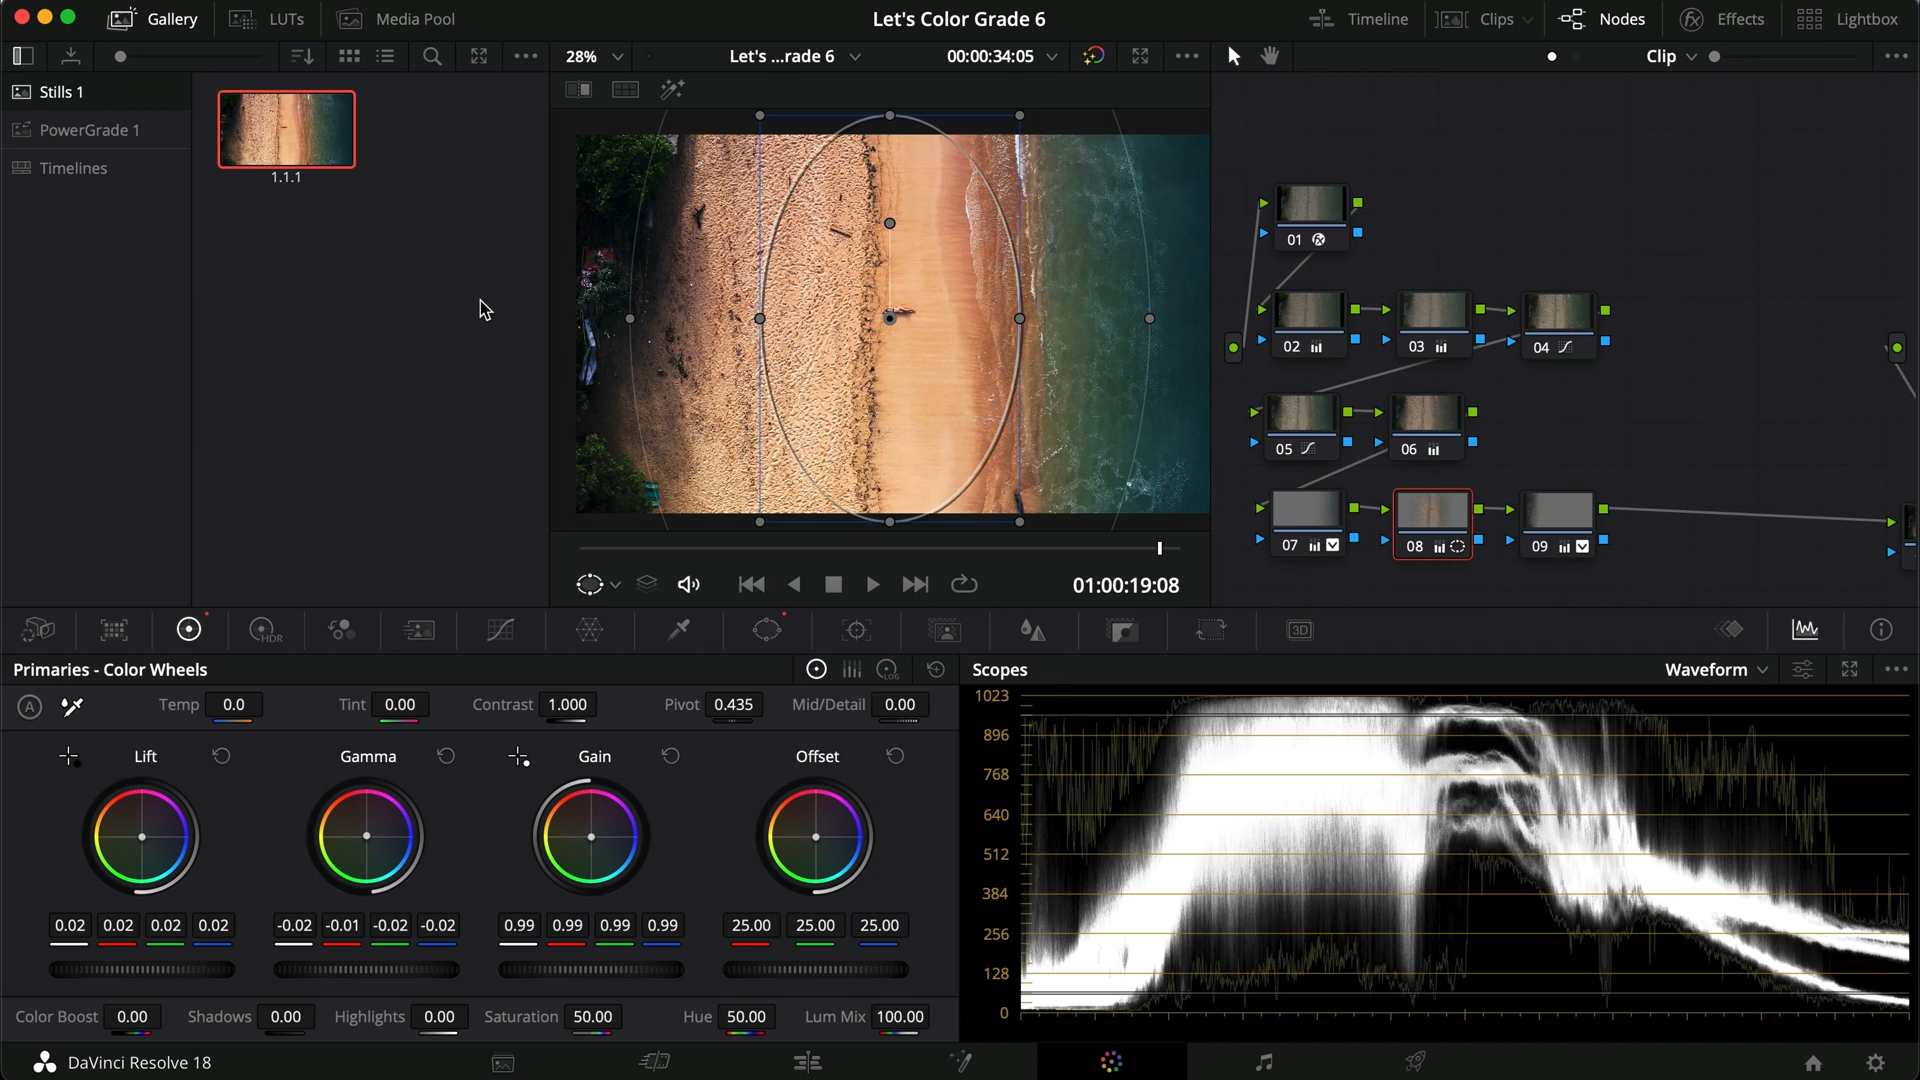 Gallery LUTs Media Pool Let's Color Grade 6 Timeline Clips Nodes Effects Lightbox
28% Let's ...rade 6 00:00:34:05 Clip
Stills 1
PowerGrade 1
Timelines
1.1.1
01
02 03 04
05 06
07 08 09
01:00:19:08
HDR 3D
Primaries - Color Wheels LOG Scopes Waveform
A Temp 0.0 Tint 0.00 Contrast 1.000 Pivot 0.435 Mid/Detail 0.00
Lift Gamma Gain Offset
0.02 0.02 0.02 0.02 -0.02 -0.01 -0.02 -0.02 0.99 0.99 0.99 0.99 25.00 25.00 25.00
Color Boost 0.00 Shadows 0.00 Highlights 0.00 Saturation 50.00 Hue 50.00 Lum Mix 100.00
1023
896
768
640
512
384
256
128
0
DaVinci Resolve 18